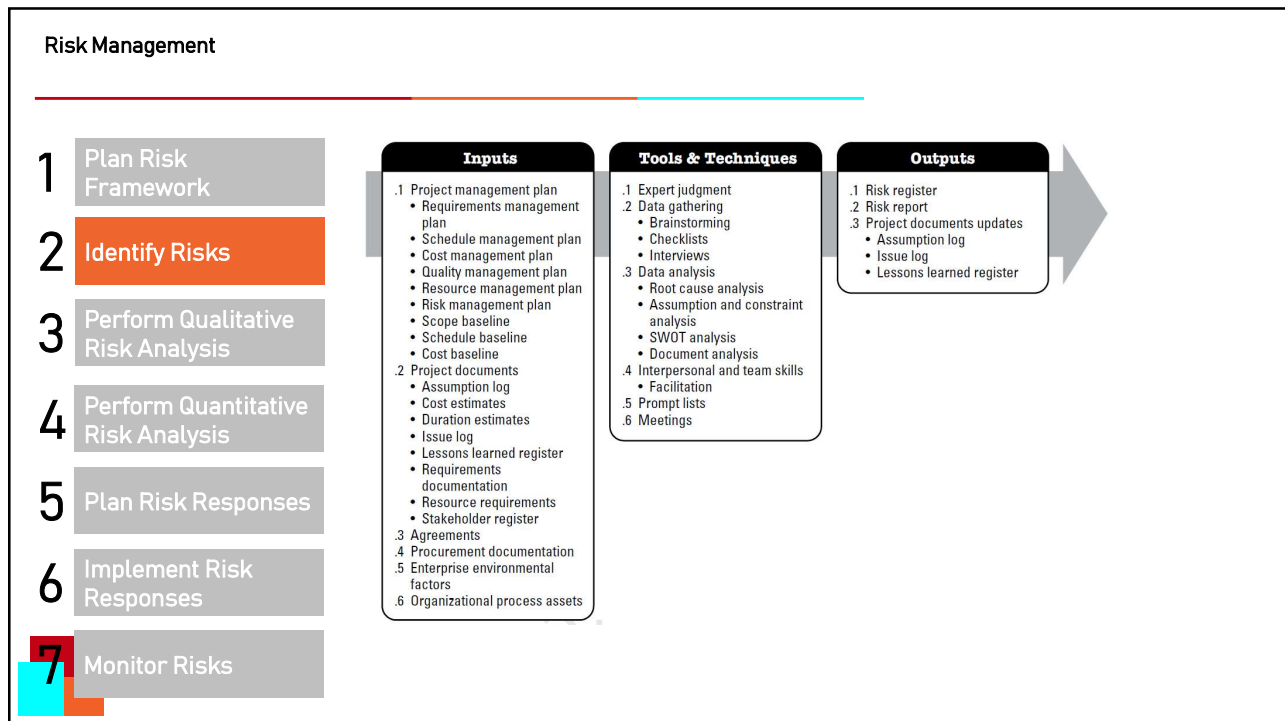 Risk Management
1
Plan Risk
Framework
2
Identify Risks
3
Perform Qualitative
Risk Analysis
4
Perform Quantitative
Risk Analysis
5
Plan Risk Responses
6
Implement Risk
Responses
7
Monitor Risks
Inputs
.1 Project management plan
• Requirements management
plan
• Schedule management plan
• Cost management plan
• Quality management plan
• Resource management plan
• Risk management plan
• Scope baseline
• Schedule baseline
• Cost baseline
.2 Project documents
• Assumption log
• Cost estimates
• Duration estimates
• Issue log
• Lessons learned register
• Requirements
documentation
• Resource requirements
• Stakeholder register
.3 Agreements
.4 Procurement documentation
.5 Enterprise environmental
factors
.6 Organizational process assets
Tools & Techniques
.1 Expert judgment
.2 Data gathering
• Brainstorming
• Checklists
• Interviews
.3 Data analysis
• Root cause analysis
• Assumption and constraint
analysis
• SWOT analysis
• Document analysis
.4 Interpersonal and team skills
• Facilitation
.5 Prompt lists
.6 Meetings
Outputs
.1 Risk register
.2 Risk report
.3 Project documents updates
• Assumption log
• Issue log
• Lessons learned register